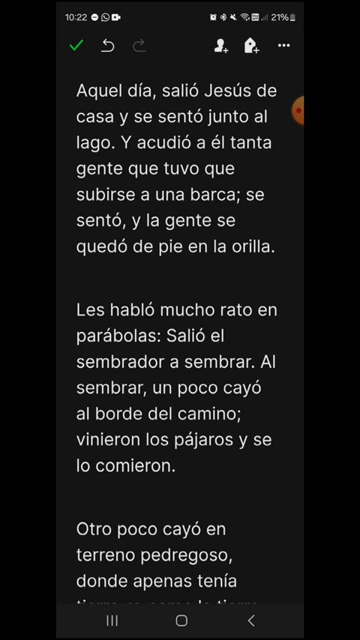 10:22
21%
Aquel día, salió Jesús de
casa y se sentó junto al
lago. Y acudió a él tanta
gente que tuvo que
subirse a una barca; se
sentó, y la gente se
quedó de pie en la orilla.
Les habló mucho rato en
parábolas: Salió el
sembrador a sembrar. Al
sembrar, un poco cayó
al borde del camino;
vinieron los pájaros y se
lo comieron.
Otro poco cayó en
terreno pedregoso,
donde apenas tenía